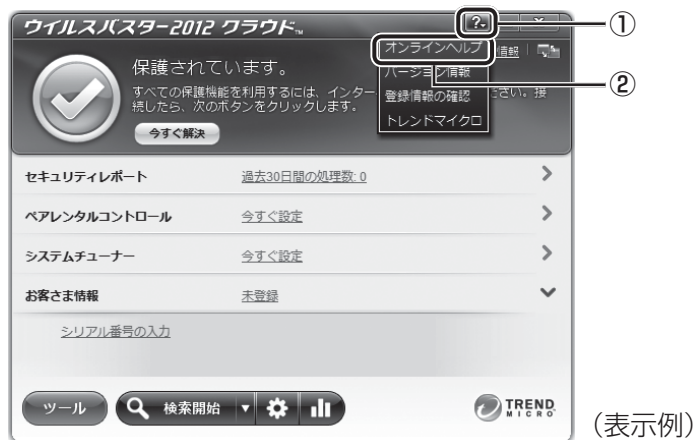 ウイルスバスター2012 クラウド™
? ①
オンラインヘルプ 情報
保護されています。
バージョン情報 ②
すべての保護機能を利用するには、インター 登録情報の確認 ださい。接
続したら、次のボタンをクリックします。
トレンドマイクロ
今すぐ解決
セキュリティレポート 過去30日間の処理数: 0
ペアレンタルコントロール 今すぐ設定
システムチューナー 今すぐ設定
お客さま情報 未登録
シリアル番号の入力
ツール 検索開始 TREND MICRO
(表示例)